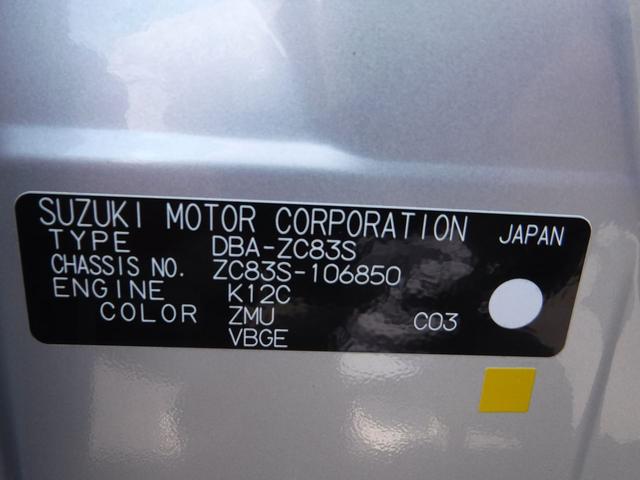 SUZUKI MOTOR CORPORATION JAPAN
TYPE DBA-ZC83S
CHASSIS NO. ZC83S-106850
ENGINE K12C
COLOR ZMU C03
VBGE